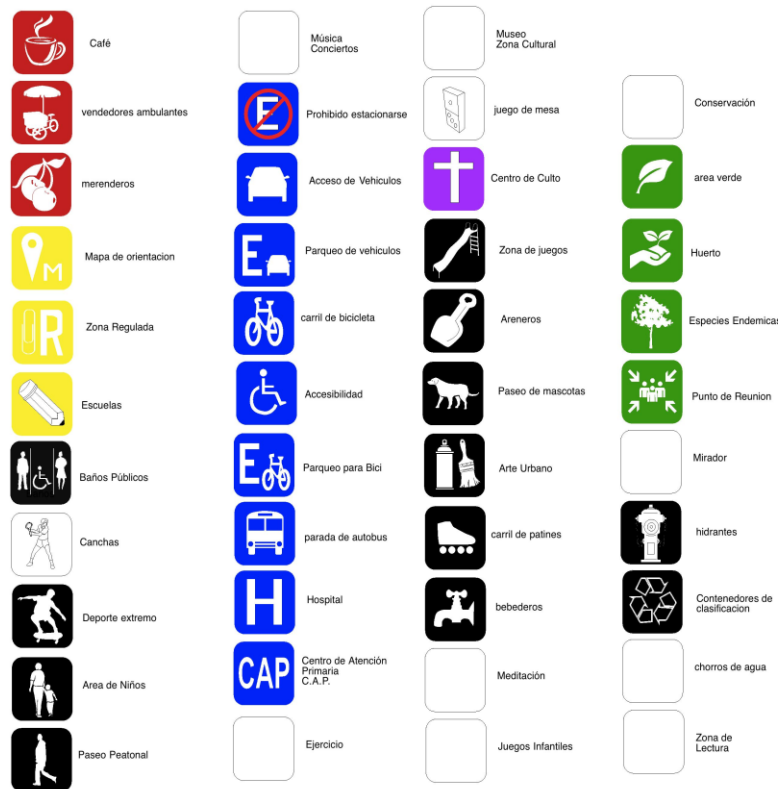 Café
vendedores ambulantes
merenderos
M
Mapa de orientacion
R
Zona Regulada
Escuelas
Baños Públicos
Canchas
Deporte extremo
Area de Niños
Paseo Peatonal
Música
Conciertos
E
Prohibido estacionarse
Acceso de Vehiculos
E
Parqueo de vehiculos
carril de bicicleta
Accesibilidad
E
Parqueo para Bici
parada de autobus
H
Hospital
CAP
Centro de Atención
Primaria
C.A.P.
Ejercicio
Museo
Zona Cultural
juego de mesa
Centro de Culto
Zona de juegos
Areneros
Paseo de mascotas
Arte Urbano
carril de patines
bebederos
Meditación
Juegos Infantiles
Conservación
area verde
Huerto
Especies Endemicas
Punto de Reunion
Mirador
hidrantes
Contenedores de
clasificacion
chorros de agua
Zona de
Lectura